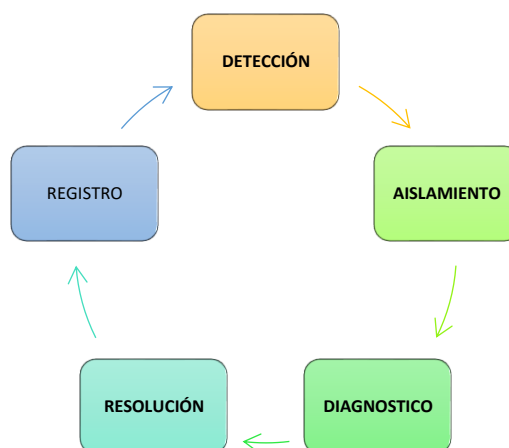 DETECCIÓN
AISLAMIENTO
DIAGNOSTICO
RESOLUCIÓN
REGISTRO